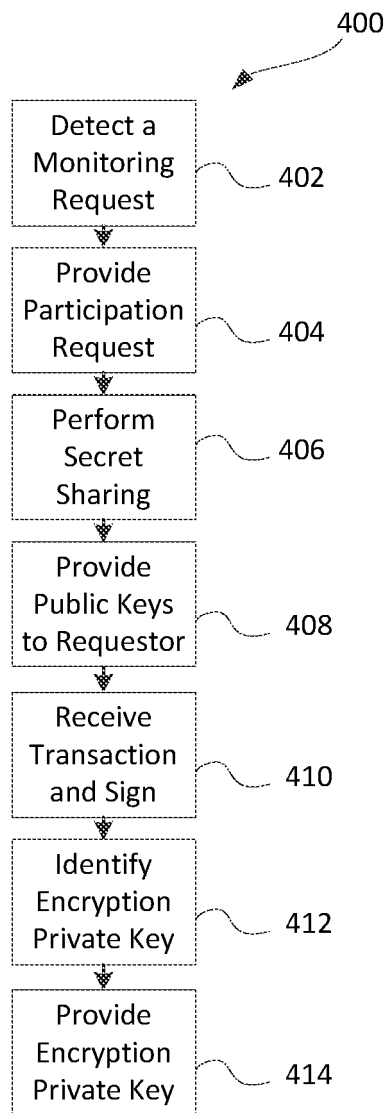 400
Detect a
Monitoring
Request
402
Provide
Participation
Request
404
Perform
Secret
Sharing
406
Provide
Public Keys
to Requestor
408
Receive
Transaction
and Sign
410
Identify
Encryption
Private Key
412
Provide
Encryption
Private Key
414